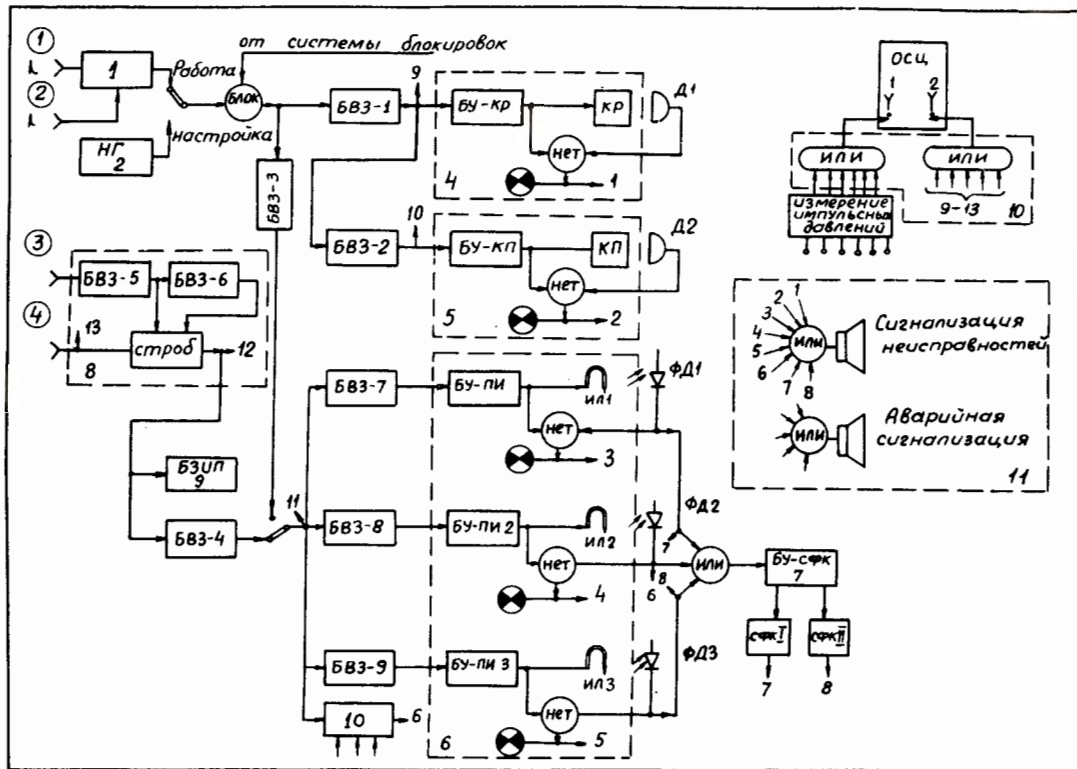 от системы блокировок
1
1
Работа
2
НГ
2
настройка
блок
БВЗ-1
9
БУ-КР
КР
Д1
нет
4
1
БВЗ-3
10
БВЗ-2
БУ-КП
КП
Д2
нет
5
2
ОСЦ
1
2
ИЛИ
ИЛИ
9-13
10
измерение
импульсных
давлений
3
БВЗ-5
БВЗ-6
4
13
строб
12
8
1
2
3
4
5
6
7
8
ИЛИ
Сигнализация
неисправностей
ИЛИ
Аварийная
сигнализация
11
БВЗ-7
БУ-ПИ
ИЛ1
ФД1
нет
3
БЗИП
9
БВЗ-4
11
БВЗ-8
БУ-ПИ2
ИЛ2
ФД2
7
нет
8
6
ИЛИ
БУ-СФК
7
4
СФК I
СФК II
7
8
БВЗ-9
БУ-ПИ 3
ИЛ3
ФД3
10
6
нет
6
5